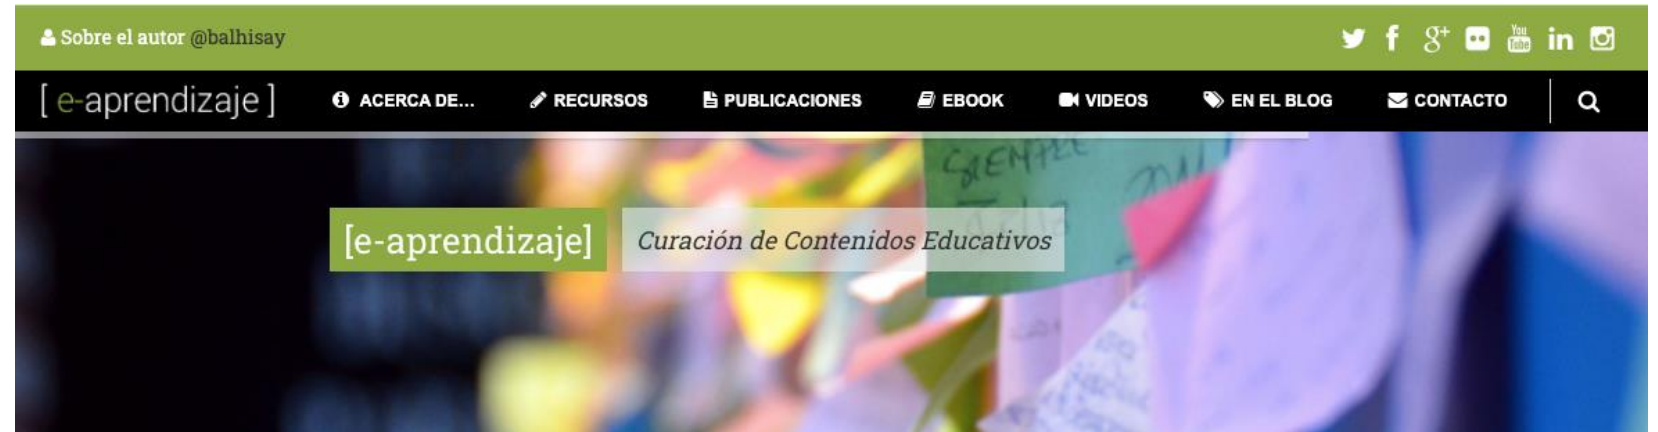 Sobre el autor @balhisay
[ e-aprendizaje ] ACERCA DE... RECURSOS PUBLICACIONES EBOOK VIDEOS EN EL BLOG CONTACTO
SIEMPRE
[e-aprendizaje] Curación de Contenidos Educativos